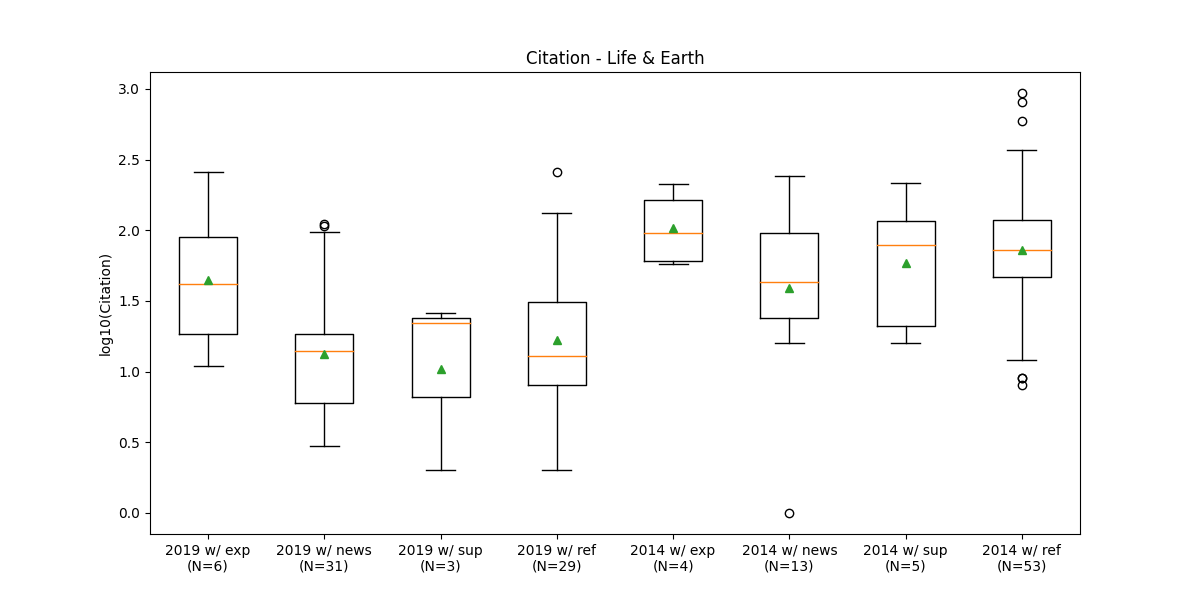 Citation - Life & Earth
log10(Citation)
3.0
2.5
2.0
1.5
1.0
0.5
0.0
2019 w/ exp
(N=6)
2019 w/ news
(N=31)
2019 w/ sup
(N=3)
2019 w/ ref
(N=29)
2014 w/ exp
(N=4)
2014 w/ news
(N=13)
2014 w/ sup
(N=5)
2014 w/ ref
(N=53)